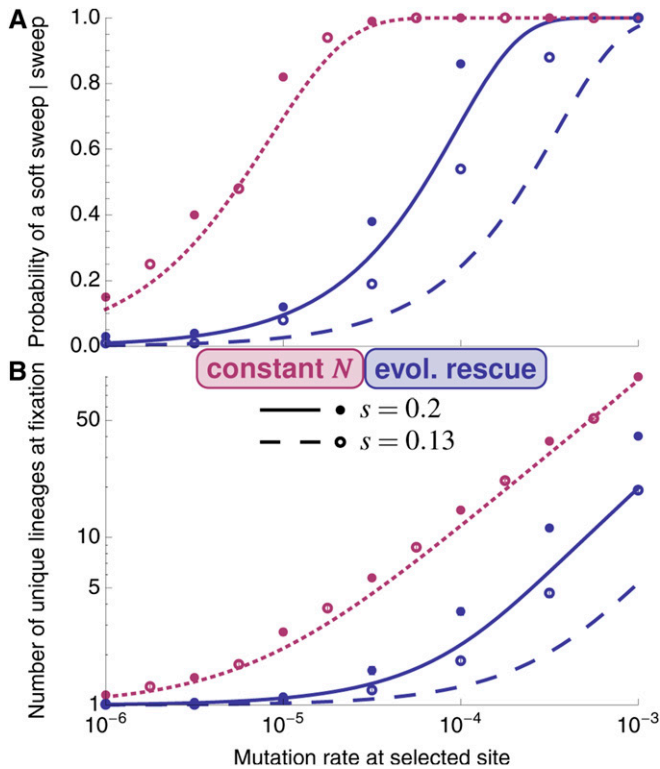 A
Probability of a soft sweep | sweep
1.0
0.8
0.6
0.4
0.2
0.0
constant N
evol. rescue
s = 0.2
s = 0.13
B
Number of unique lineages at fixation
50
10
5
1
10⁻⁶
10⁻⁵
10⁻⁴
10⁻³
Mutation rate at selected site